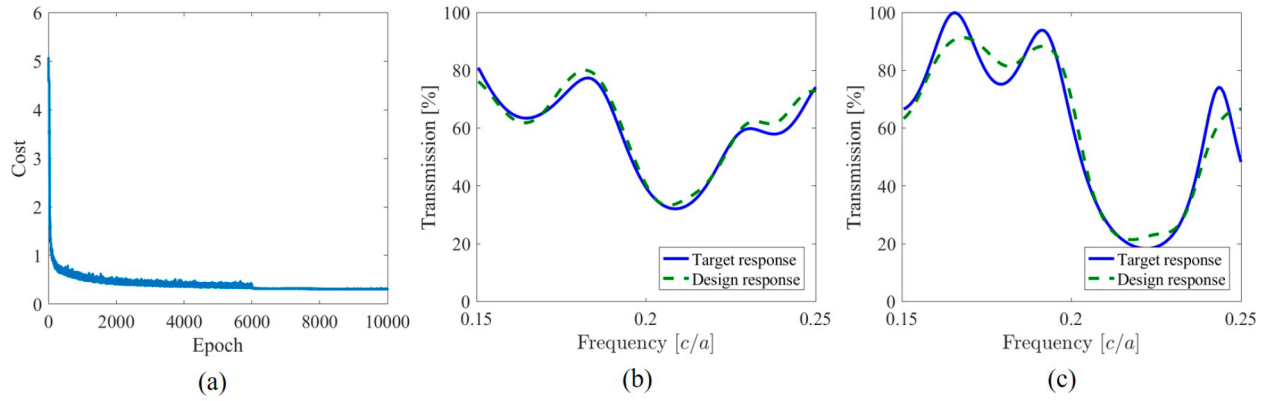 6
5
4
3
2
1
0
Cost
0 2000 4000 6000 8000 10000
Epoch
(a)
100
80
60
40
20
0
Transmission [%]
Target response
Design response
0.15 0.2 0.25
Frequency [c/a]
(b)
100
80
60
40
20
0
Transmission [%]
Target response
Design response
0.15 0.2 0.25
Frequency [c/a]
(c)